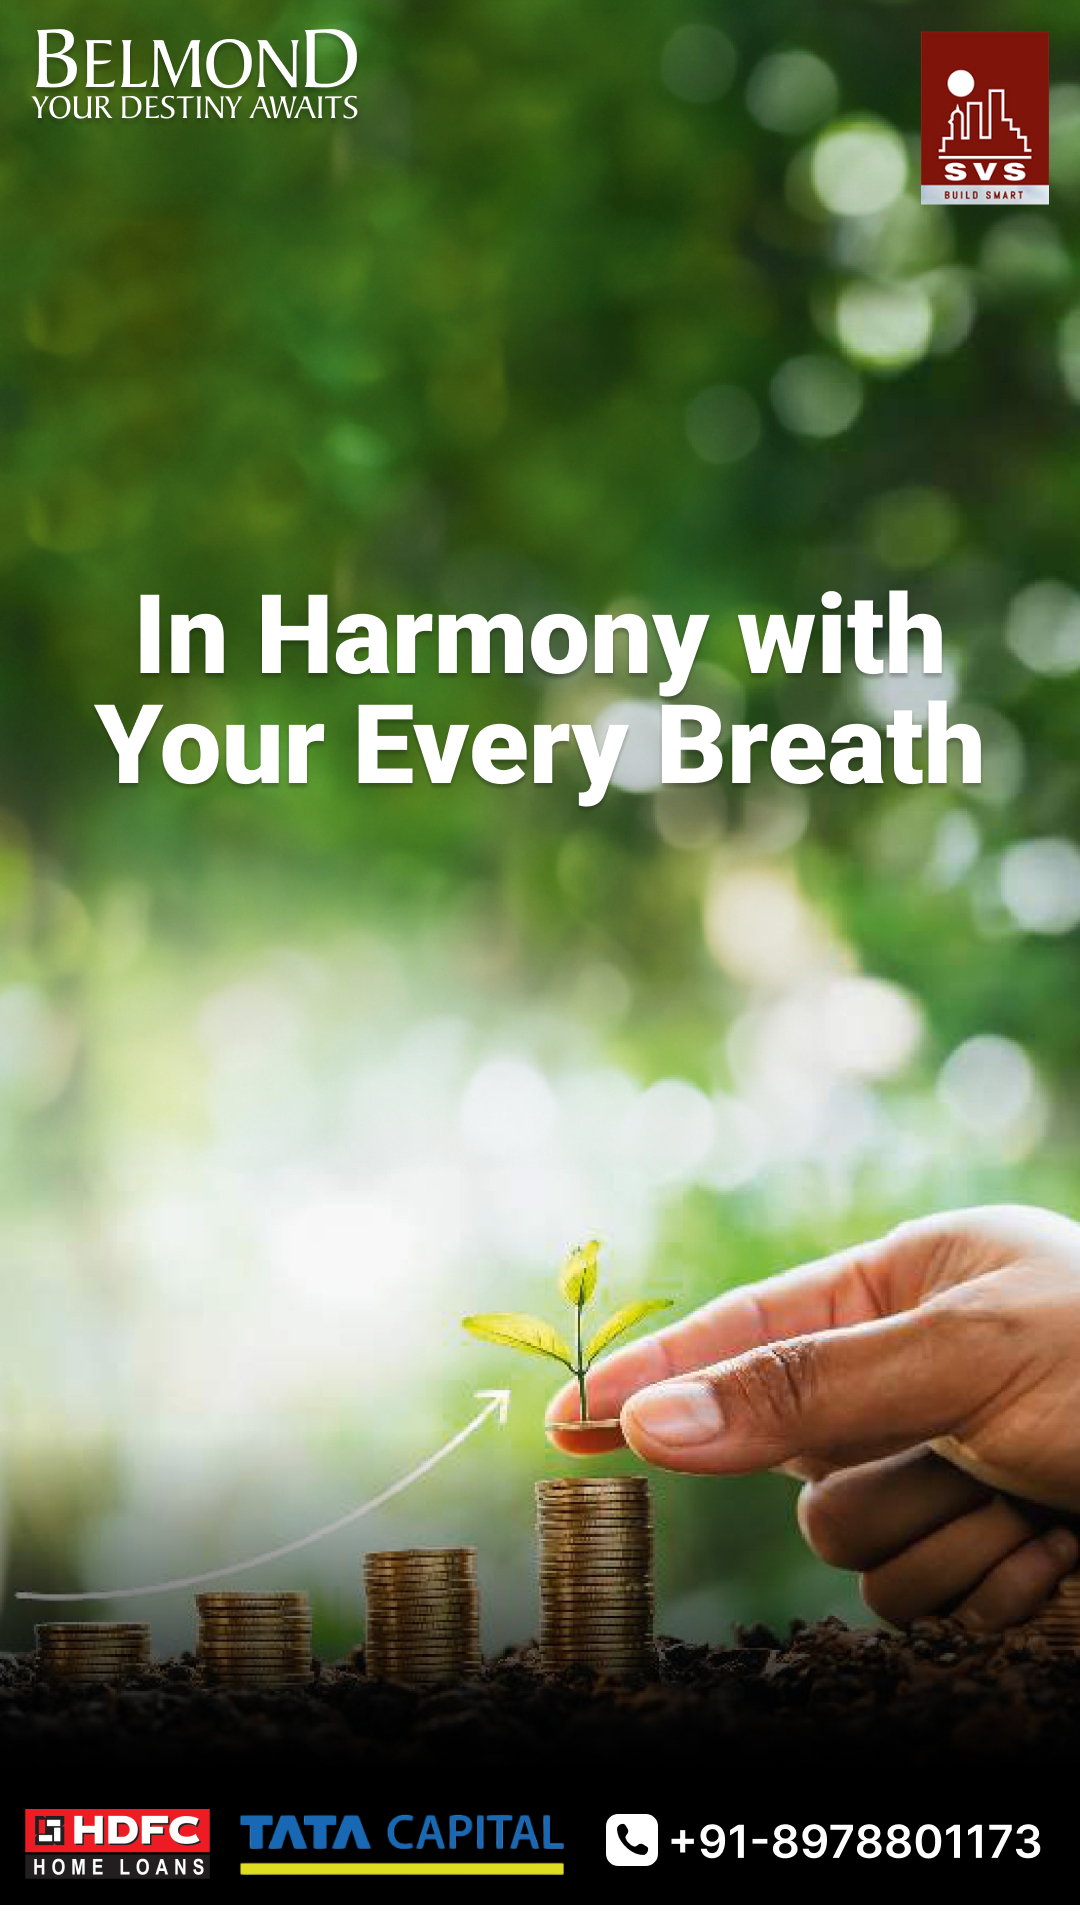 BELMOND
YOUR DESTINY AWAITS
SVS
BUILD SMART
In Harmony with
Your Every Breath
HDFC
HOME LOANS
TATA CAPITAL
+91-8978801173